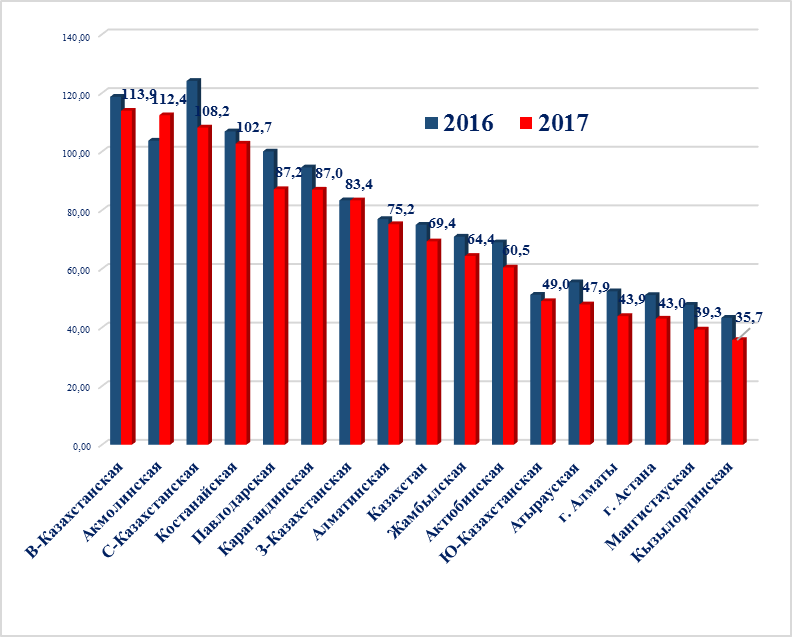 140,00
120,00
100,00
80,00
60,00
40,00
20,00
0,00
2016
2017
113,9
112,4
108,2
102,7
87,2
87,0
83,4
75,2
69,4
64,4
60,5
49,0
47,9
43,9
43,0
39,3
35,7
В-Казахстанская
Акмолинская
С-Казахстанская
Костанайская
Павлодарская
Карагандинская
З-Казахстанская
Алматинская
Казахстан
Жамбылская
Актюбинская
Ю-Казахстанская
Атырауская
г. Алматы
г. Астана
Мангистауская
Кызылординская